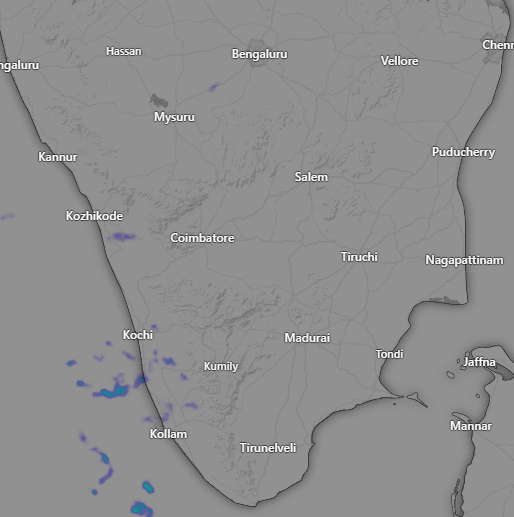 Hassan
Bengaluru
Chenn
ngaluru
Vellore
Mysuru
Kannur
Puducherry
Salem
Kozhikode
Coimbatore
Tiruchi
Nagapattinam
Kochi
Madurai
Tondi
Kumily
Jaffna
Mannar
Kollam
Tirunelveli